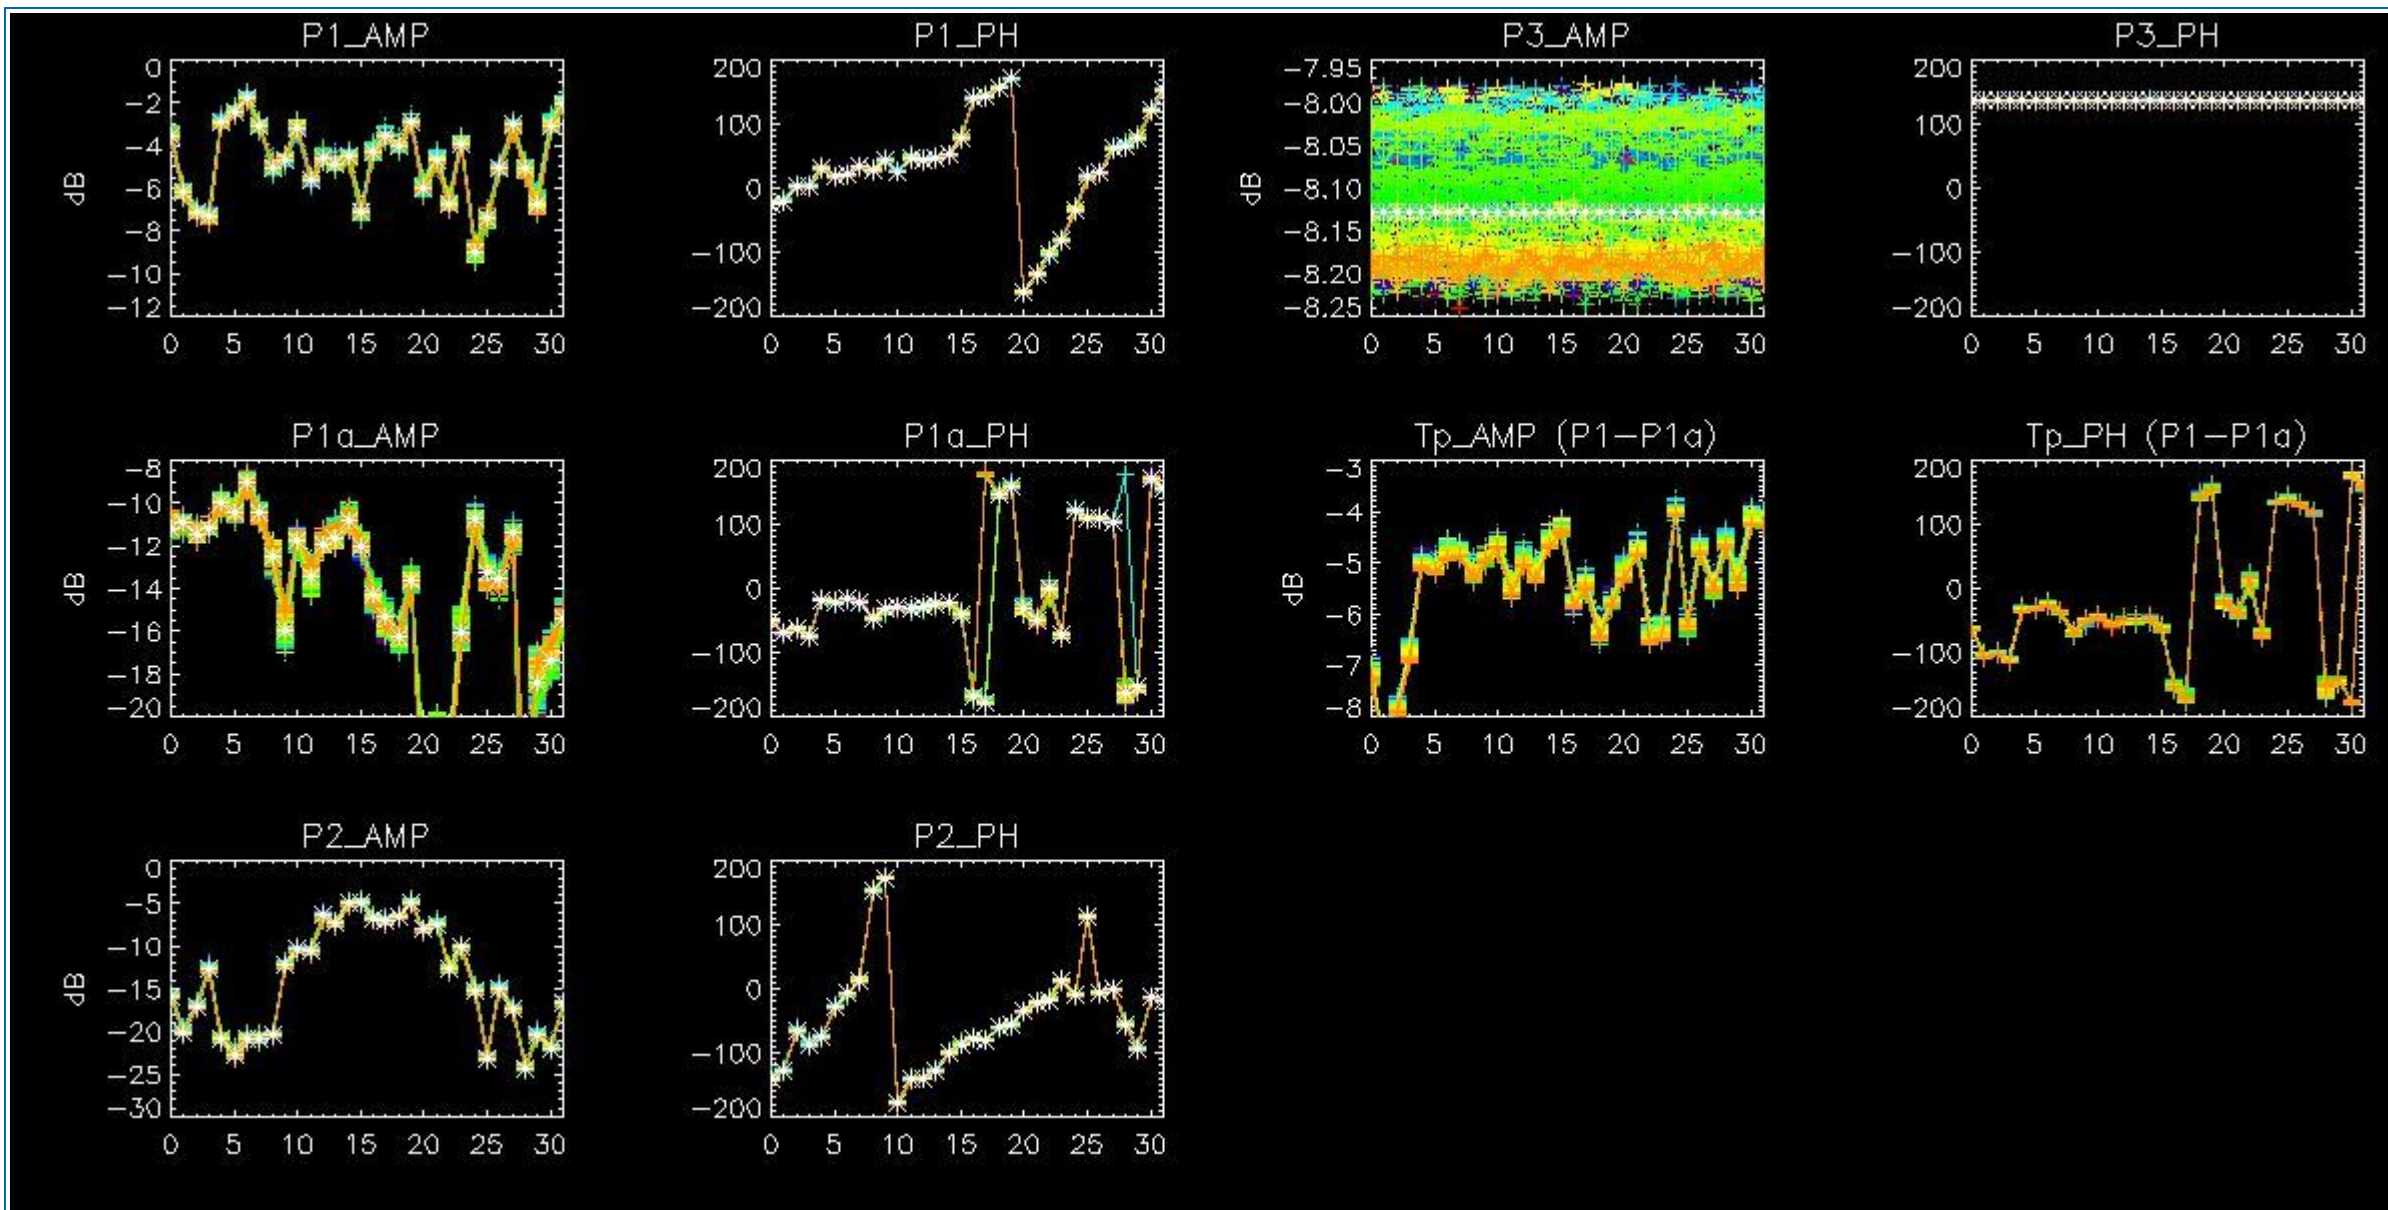 P1_AMP P1_PH P3_AMP P3_PH
0 -2 -4 -6 -8 -10 -12
dB
0 5 10 15 20 25 30
200 100 0 -100 -200
0 5 10 15 20 25 30
-7.95 -8.00 -8.05 -8.10 -8.15 -8.20 -8.25
dB
0 5 10 15 20 25 30
200 100 0 -100 -200
0 5 10 15 20 25 30
P1a_AMP P1a_PH Tp_AMP (P1-P1a) Tp_PH (P1-P1a)
-8 -10 -12 -14 -16 -18 -20
dB
0 5 10 15 20 25 30
200 100 0 -100 -200
0 5 10 15 20 25 30
-3 -4 -5 -6 -7 -8
dB
0 5 10 15 20 25 30
200 100 0 -100 -200
0 5 10 15 20 25 30
P2_AMP P2_PH
0 -5 -10 -15 -20 -25 -30
dB
0 5 10 15 20 25 30
200 100 0 -100 -200
0 5 10 15 20 25 30